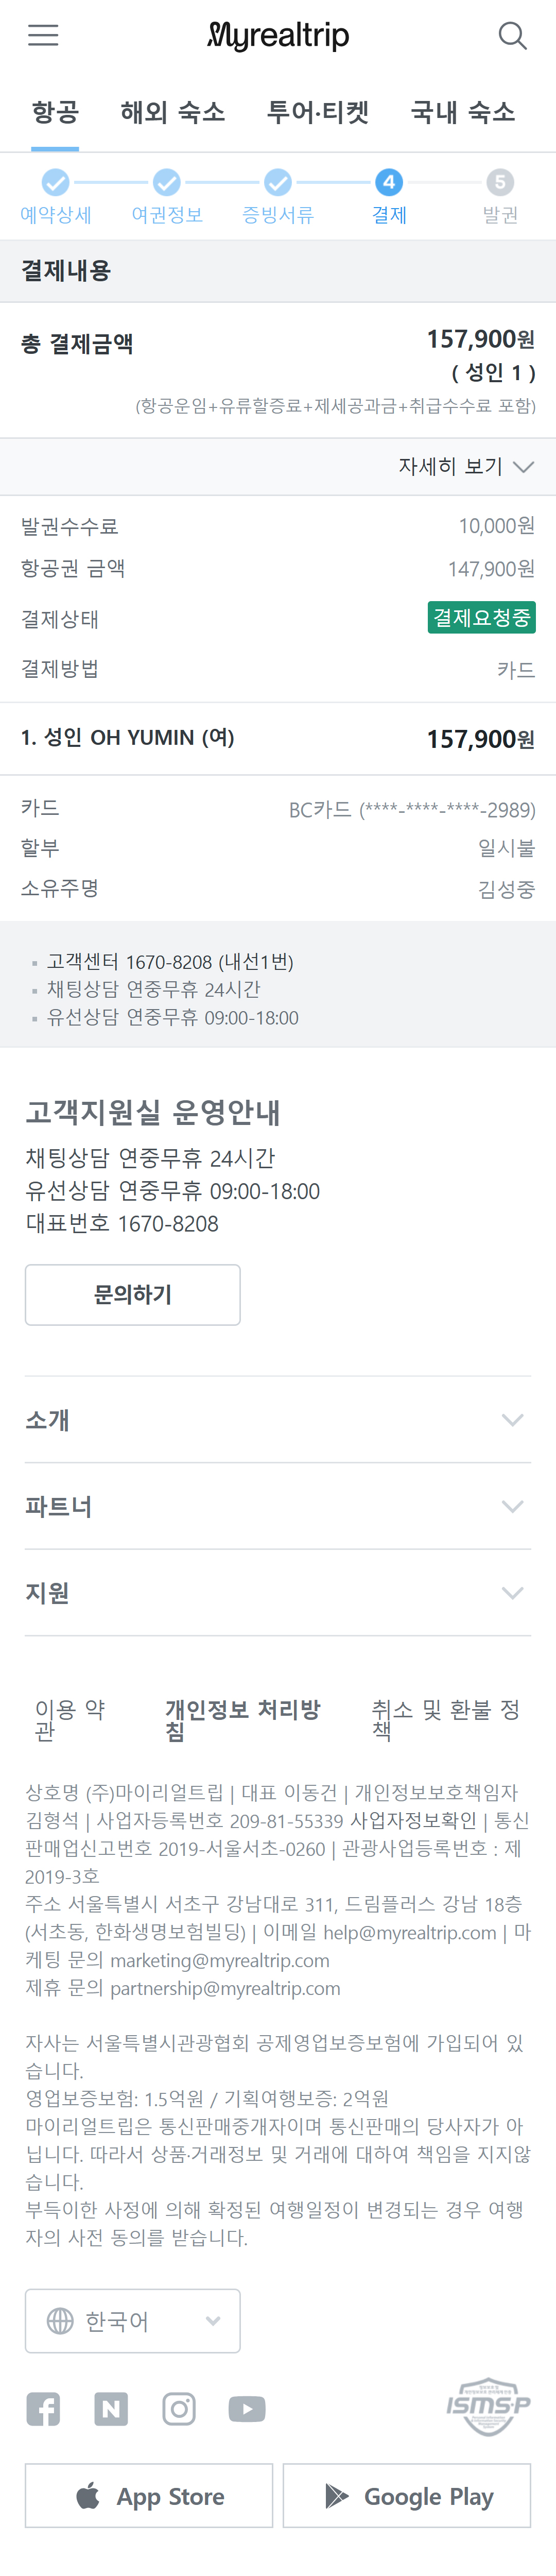 Myrealtrip
항공 해외 숙소 투어·티켓 국내 숙소
4 5
예약상세 여권정보 증빙서류 결제 발권
결제내용
총 결제금액 157,900원
( 성인 1 )
(항공운임+유류할증료+제세공과금+취급수수료 포함)
자세히 보기
발권수수료 10,000원
항공권 금액 147,900원
결제상태 결제요청중
결제방법 카드
1. 성인 OH YUMIN (여) 157,900원
카드 BC카드 (****-****-****-2989)
할부 일시불
소유주명 김성중
고객센터 1670-8208 (내선1번)
채팅상담 연중무휴 24시간
유선상담 연중무휴 09:00-18:00
고객지원실 운영안내
채팅상담 연중무휴 24시간
유선상담 연중무휴 09:00-18:00
대표번호 1670-8208
문의하기
소개
파트너
지원
이용 약 개인정보 처리방 취소 및 환불 정
관 침 책
상호명 (주)마이리얼트립 | 대표 이동건 | 개인정보보호책임자
김형석 | 사업자등록번호 209-81-55339 사업자정보확인 | 통신
판매업신고번호 2019-서울서초-0260 | 관광사업등록번호 : 제
2019-3호
주소 서울특별시 서초구 강남대로 311, 드림플러스 강남 18층
(서초동, 한화생명보험빌딩) | 이메일 help@myrealtrip.com | 마
케팅 문의 marketing@myrealtrip.com
제휴 문의 partnership@myrealtrip.com
자사는 서울특별시관광협회 공제영업보증보험에 가입되어 있
습니다.
영업보증보험: 1.5억원 / 기획여행보증: 2억원
마이리얼트립은 통신판매중개자이며 통신판매의 당사자가 아
닙니다. 따라서 상품·거래정보 및 거래에 대하여 책임을 지지않
습니다.
부득이한 사정에 의해 확정된 여행일정이 변경되는 경우 여행
자의 사전 동의를 받습니다.
한국어
N ISMS-P
App Store Google Play